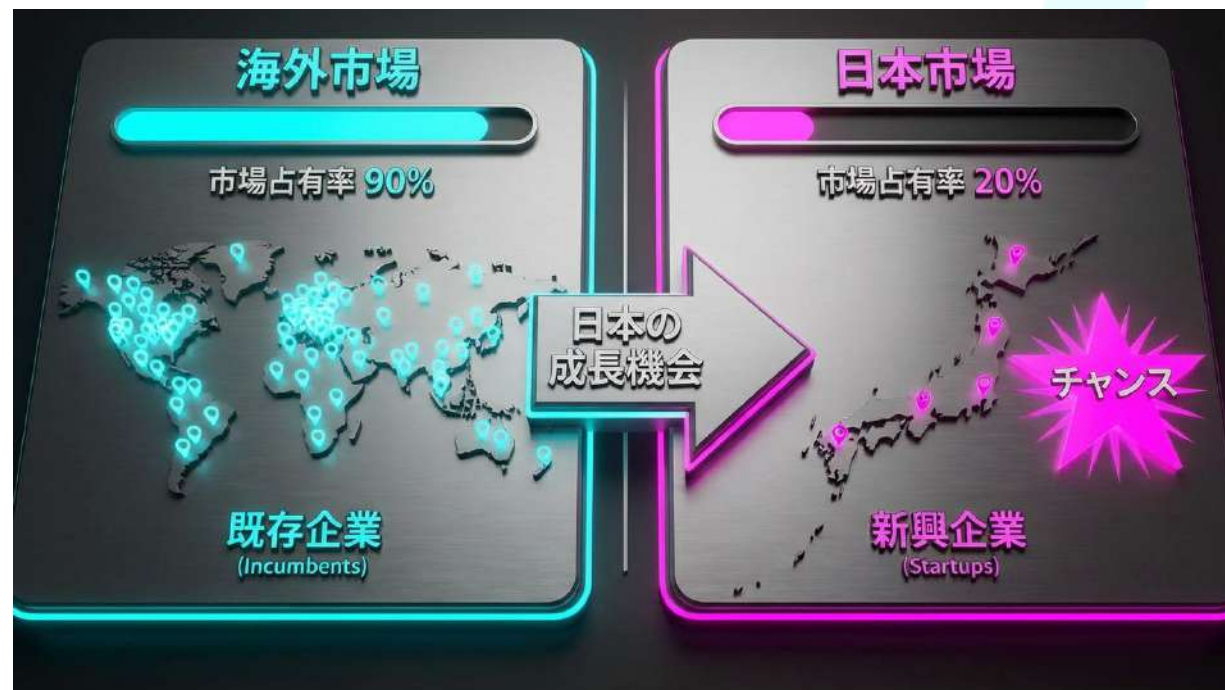 海外市場
市場占有率 90%
既存企業
(Incumbents)
日本の
成長機会
日本市場
市場占有率 20%
チャンス
新興企業
(Startups)